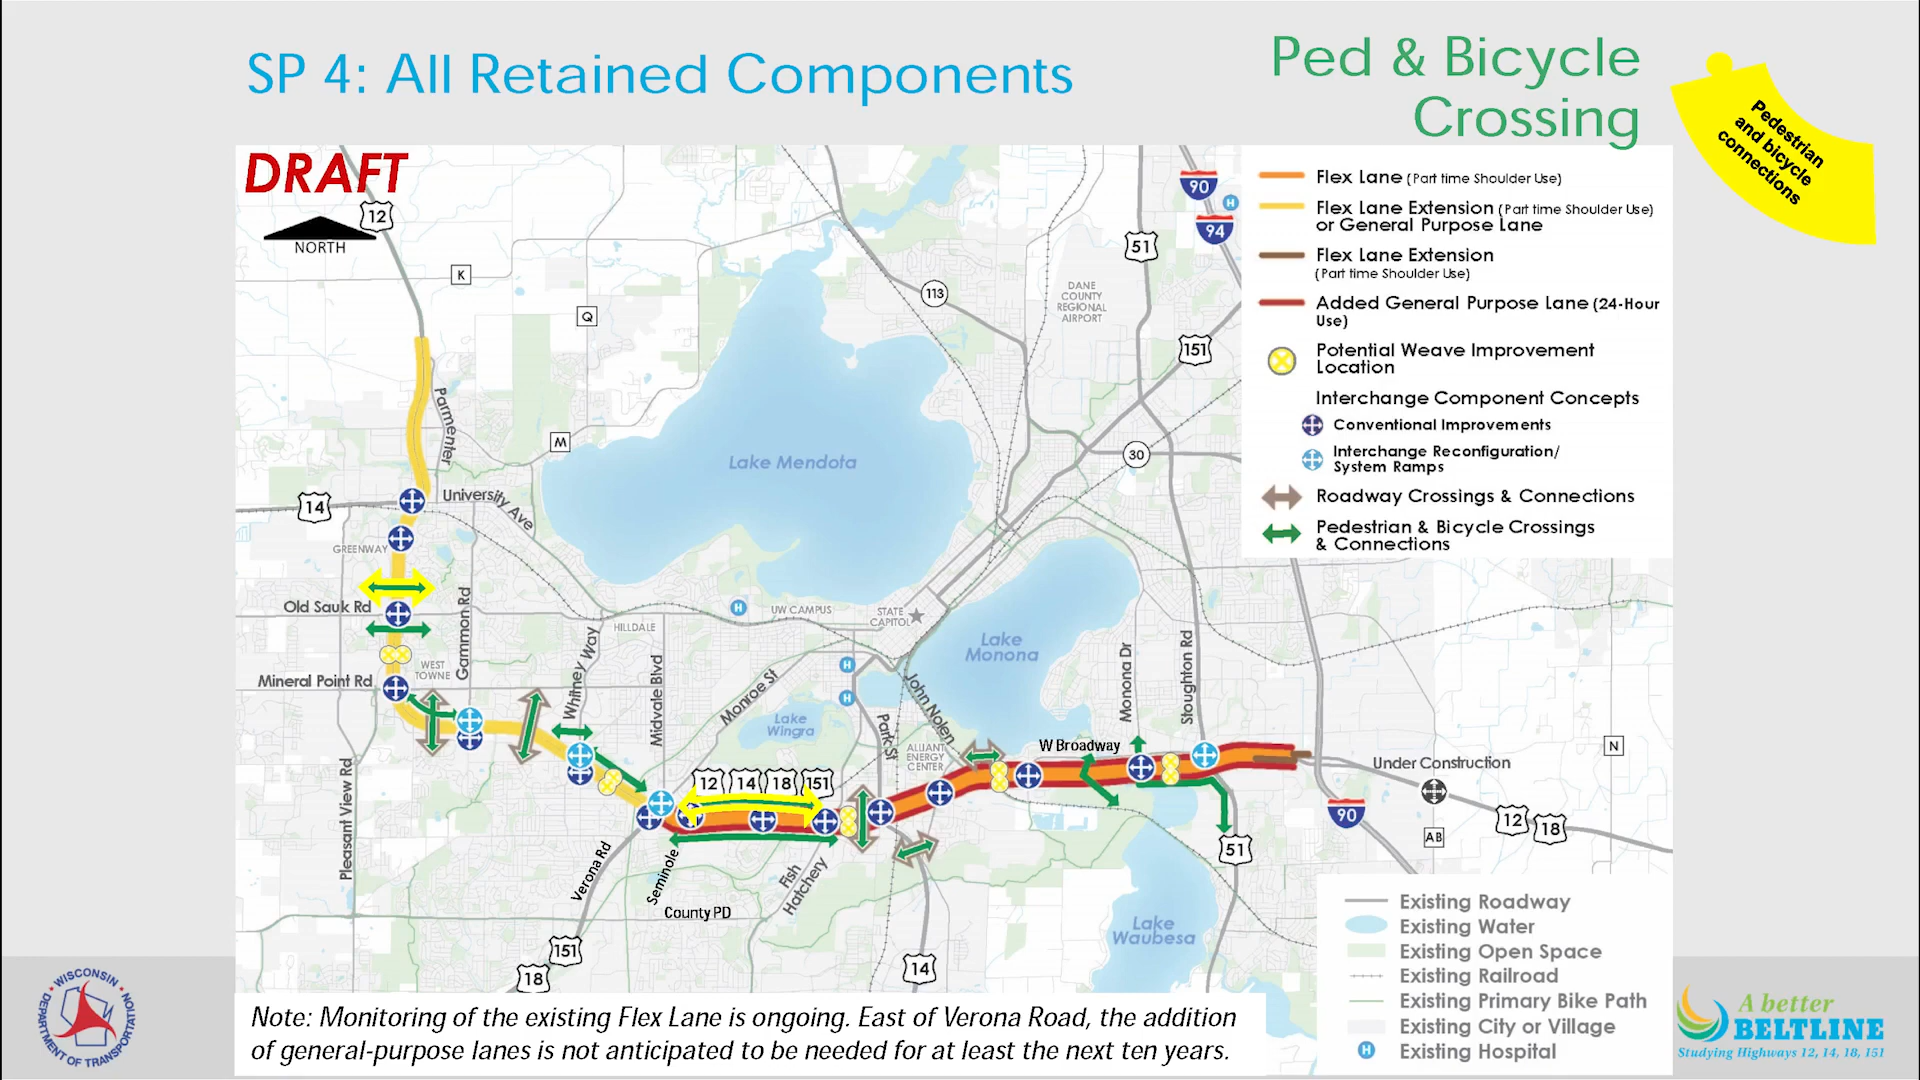 SP 4: All Retained Components
Ped & Bicycle
Crossing
Pedestrian
and bicycle
connections
DRAFT
NORTH
12
K
Q
M
113
51
90
94
H
DANE
COUNTY
REGIONAL
AIRPORT
151
30
Flex Lane (Part time Shoulder Use)
Flex Lane Extension (Part time Shoulder Use)
or General Purpose Lane
Flex Lane Extension
(Part time Shoulder Use)
Added General Purpose Lane (24-Hour
Use)
Potential Weave Improvement
Location
Interchange Component Concepts
Conventional Improvements
Interchange Reconfiguration/
System Ramps
Roadway Crossings & Connections
Pedestrian & Bicycle Crossings
& Connections
Parmenter
Lake Mendota
14
University Ave
GREENWAY
Old Sauk Rd
Gammon Rd
HILLDALE
H
UW CAMPUS
STATE
CAPITOL
Lake
Monona
WEST
TOWNE
Mineral Point Rd
Whitney Way
Midvale Blvd
Monroe St
H
H
Lake
Wingra
Park St
John Nolen
ALLIANT
ENERGY
CENTER
W Broadway
Monona Dr
Stoughton Rd
N
Under Construction
12 14 18 151
90
12
18
AB
51
Pleasant View Rd
Verona Rd
Seminole
Fish
Hatchery
County PD
151
18
14
Lake
Waubesa
Existing Roadway
Existing Water
Existing Open Space
Existing Railroad
Existing Primary Bike Path
Existing City or Village
H Existing Hospital
Note: Monitoring of the existing Flex Lane is ongoing. East of Verona Road, the addition
of general-purpose lanes is not anticipated to be needed for at least the next ten years.
WISCONSIN
DEPARTMENT OF TRANSPORTATION
A better
BELTLINE
Studying Highways 12, 14, 18, 151